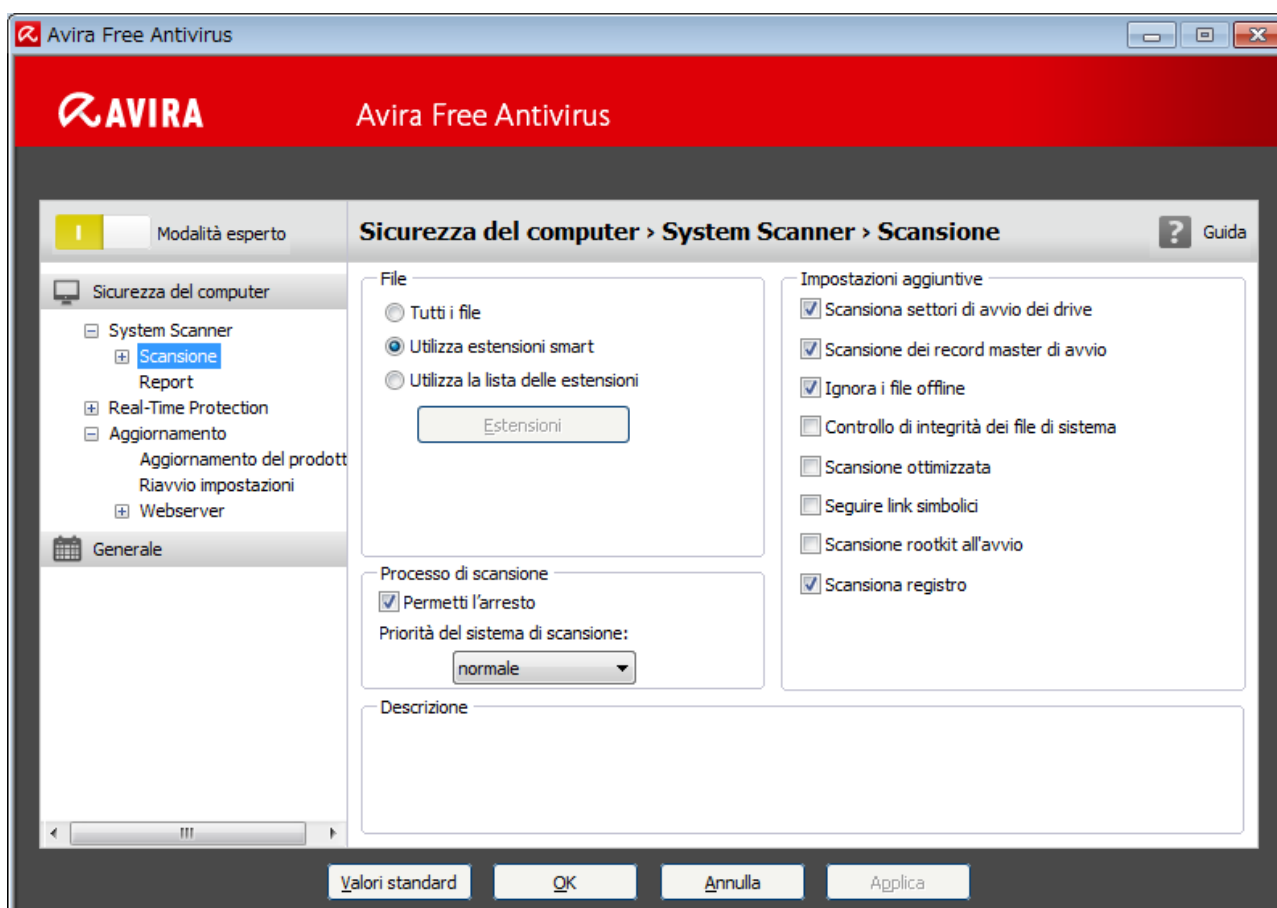 Avira Free Antivirus
AVIRA
Avira Free Antivirus
Modalità esperto
Sicurezza del computer › System Scanner › Scansione
? Guida
Sicurezza del computer
System Scanner
Scansione
Report
Real-Time Protection
Aggiornamento
Aggiornamento del prodott
Riavvio impostazioni
Webserver
Generale
File
Tutti i file
Utilizza estensioni smart
Utilizza la lista delle estensioni
Estensioni
Processo di scansione
Permetti l'arresto
Priorità del sistema di scansione:
normale
Impostazioni aggiuntive
Scansiona settori di avvio dei drive
Scansione dei record master di avvio
Ignora i file offline
Controllo di integrità dei file di sistema
Scansione ottimizzata
Seguire link simbolici
Scansione rootkit all'avvio
Scansiona registro
Descrizione
Valori standard
OK
Annulla
Applica